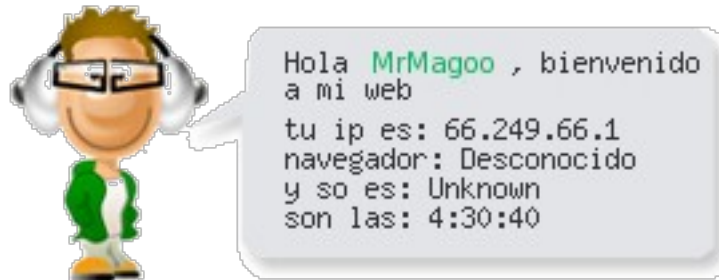 Hola MrMagoo , bienvenido
a mi web
tu ip es: 66.249.66.1
navegador: Desconocido
y so es: Unknown
son las: 4:30:40